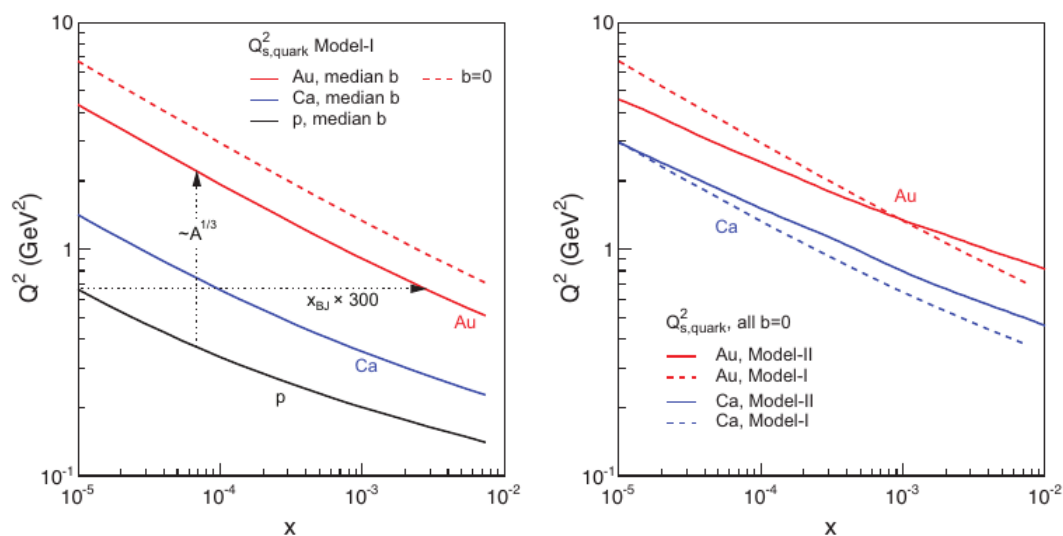 10
1
10⁻¹
Q² (GeV²)
Q²s,quark Model-I
Au, median b
b=0
Ca, median b
p, median b
~A^1/3
x_BJ × 300
Au
Ca
p
10⁻⁵
10⁻⁴
10⁻³
10⁻²
x
10
1
10⁻¹
Q² (GeV²)
Au
Ca
Q²s,quark, all b=0
Au, Model-II
Au, Model-I
Ca, Model-II
Ca, Model-I
10⁻⁵
10⁻⁴
10⁻³
10⁻²
x